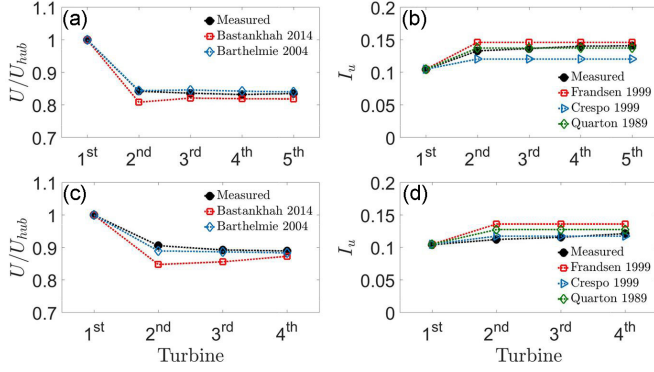 (a)
1.1
1
0.9
0.8
0.7
U/U_hub
Measured
Bastankhah 2014
Barthelmie 2004
1st 2nd 3rd 4th 5th
(b)
0.2
0.15
0.1
0.05
0
I_u
Measured
Frandsen 1999
Crespo 1999
Quarton 1989
1st 2nd 3rd 4th 5th
(c)
1.1
1
0.9
0.8
0.7
U/U_hub
Measured
Bastankhah 2014
Barthelmie 2004
1st 2nd 3rd 4th
Turbine
(d)
0.2
0.15
0.1
0.05
0
I_u
Measured
Frandsen 1999
Crespo 1999
Quarton 1989
1st 2nd 3rd 4th
Turbine